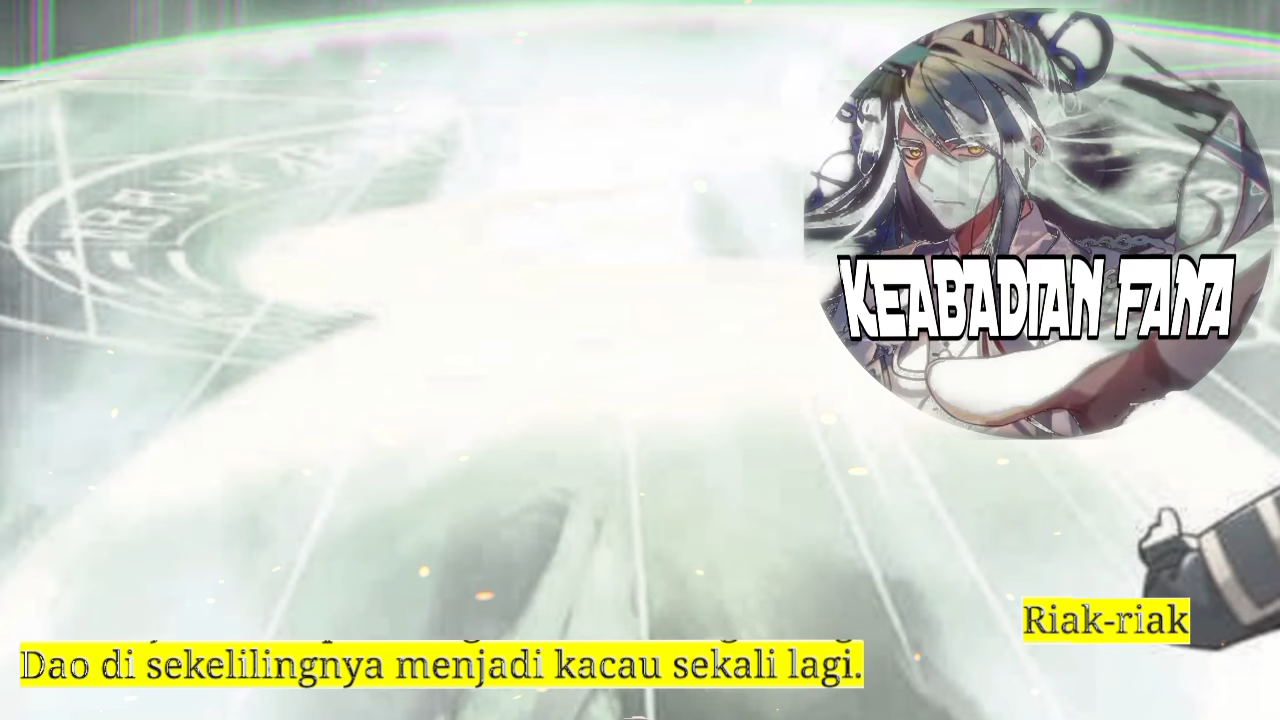 KEABADIAN FANA
Riak-riak
Dao di sekelilingnya menjadi kacau sekali lagi.